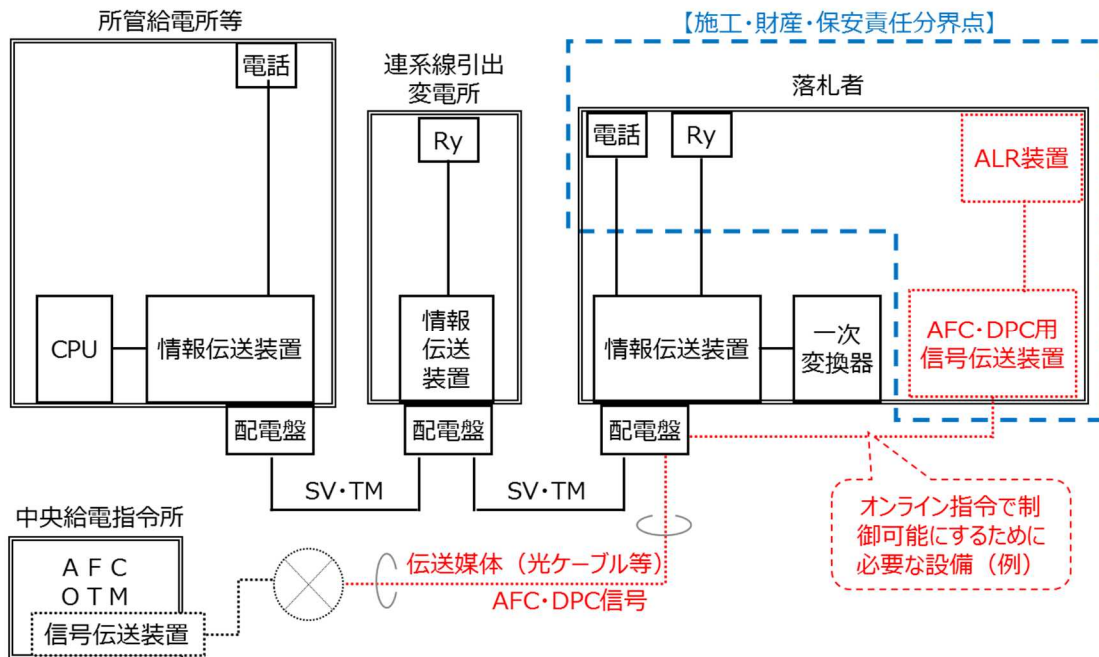 所管給電所等
電話
CPU
情報伝送装置
配電盤
連系線引出
変電所
Ry
情報
伝送
装置
配電盤
【施工・財産・保安責任分界点】
落札者
電話
Ry
ALR装置
情報伝送装置
一次
変換器
AFC・DPC用
信号伝送装置
配電盤
SV・TM
SV・TM
オンライン指令で制
御可能にするために
必要な設備（例）
中央給電指令所
ＡＦＣ
ＯＴＭ
信号伝送装置
伝送媒体（光ケーブル等）
AFC・DPC信号